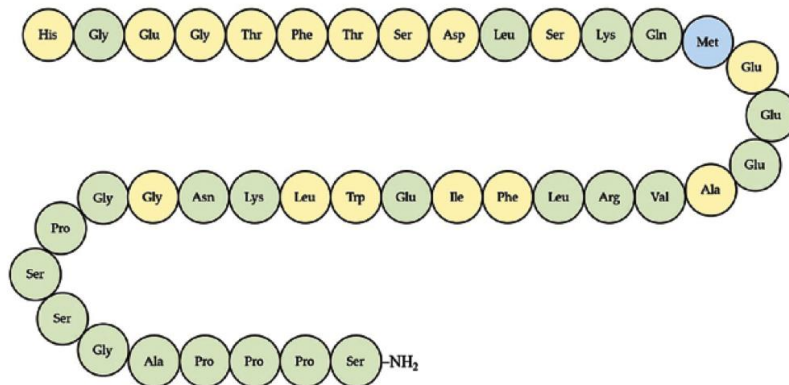 His Gly Glu Gly Thr Phe Thr Ser Asp Leu Ser Lys Gln Met
Glu
Glu
Glu
Gly Gly Asn Lys Leu Trp Glu Ile Phe Leu Arg Val Ala
Pro
Ser
Ser
Gly Ala Pro Pro Pro Ser -NH₂